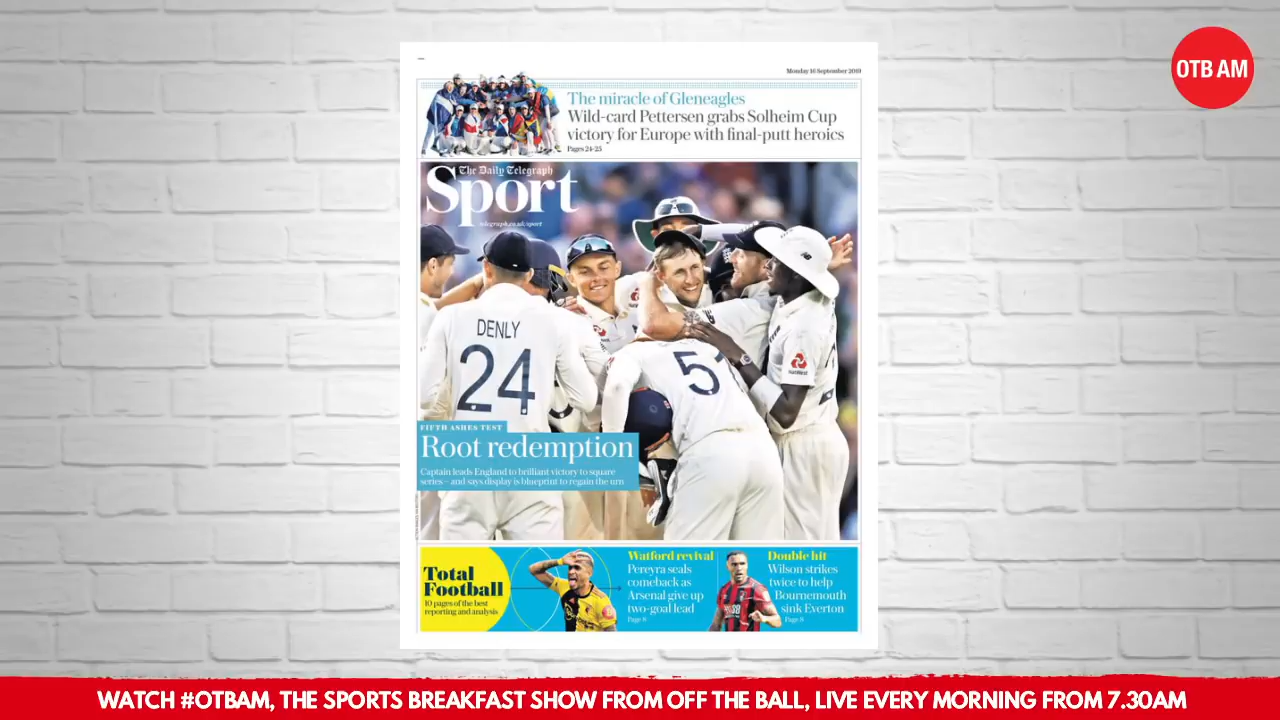 OTB AM
Monday 16 September 2019
The miracle of Gleneagles
Wild-card Pettersen grabs Solheim Cup
victory for Europe with final-putt heroics
Pages 24-25
The Daily Telegraph
Sport
telegraph.co.uk/sport
DENLY
24
57
NatWest
FIFTH ASHES TEST
Root redemption
Captain leads England to brilliant victory to square
series – and says display is blueprint to regain the urn
Total
Football
10 pages of the best
reporting and analysis
Watford revival
Pereyra seals
comeback as
Arsenal give up
two-goal lead
Page 8
Double hit
Wilson strikes
twice to help
Bournemouth
sink Everton
Page 9
WATCH #OTBAM, THE SPORTS BREAKFAST SHOW FROM OFF THE BALL, LIVE EVERY MORNING FROM 7.30AM